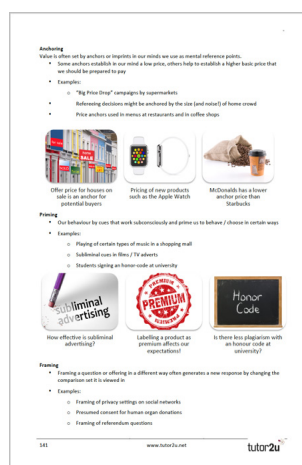 Anchoring
Value is often set by anchors or imprints in our minds we use as mental reference points.
• Some anchors establish in our mind a low price, others help to establish a higher basic price that
we should be prepared to pay
• Examples:
o "Big Price Drop" campaigns by supermarkets
• Refereeing decisions might be anchored by the size (and noise!) of home crowd
• Price anchors used in menus at restaurants and in coffee shops
SALE
Offer price for houses on
sale is an anchor for
potential buyers
Pricing of new products
such as the Apple Watch
McDonalds has a lower
anchor price than
Starbucks
Priming
• Our behaviour by cues that work subconsciously and prime us to behave / choose in certain ways
• Examples:
o Playing of certain types of music in a shopping mall
o Subliminal cues in films / TV adverts
o Students signing an honor-code at university
subliminal
advertising
PREMIUM
Honor
Code
How effective is subliminal
advertising?
Labelling a product as
premium affects our
expectations!
Is there less plagiarism with
an honour code at
university?
Framing
• Framing a question or offering in a different way often generates a new response by changing the
comparison set it is viewed in
• Examples:
o Framing of privacy settings on social networks
o Presumed consent for human organ donations
o Framing of referendum questions
141 www.tutor2u.net tutor2u